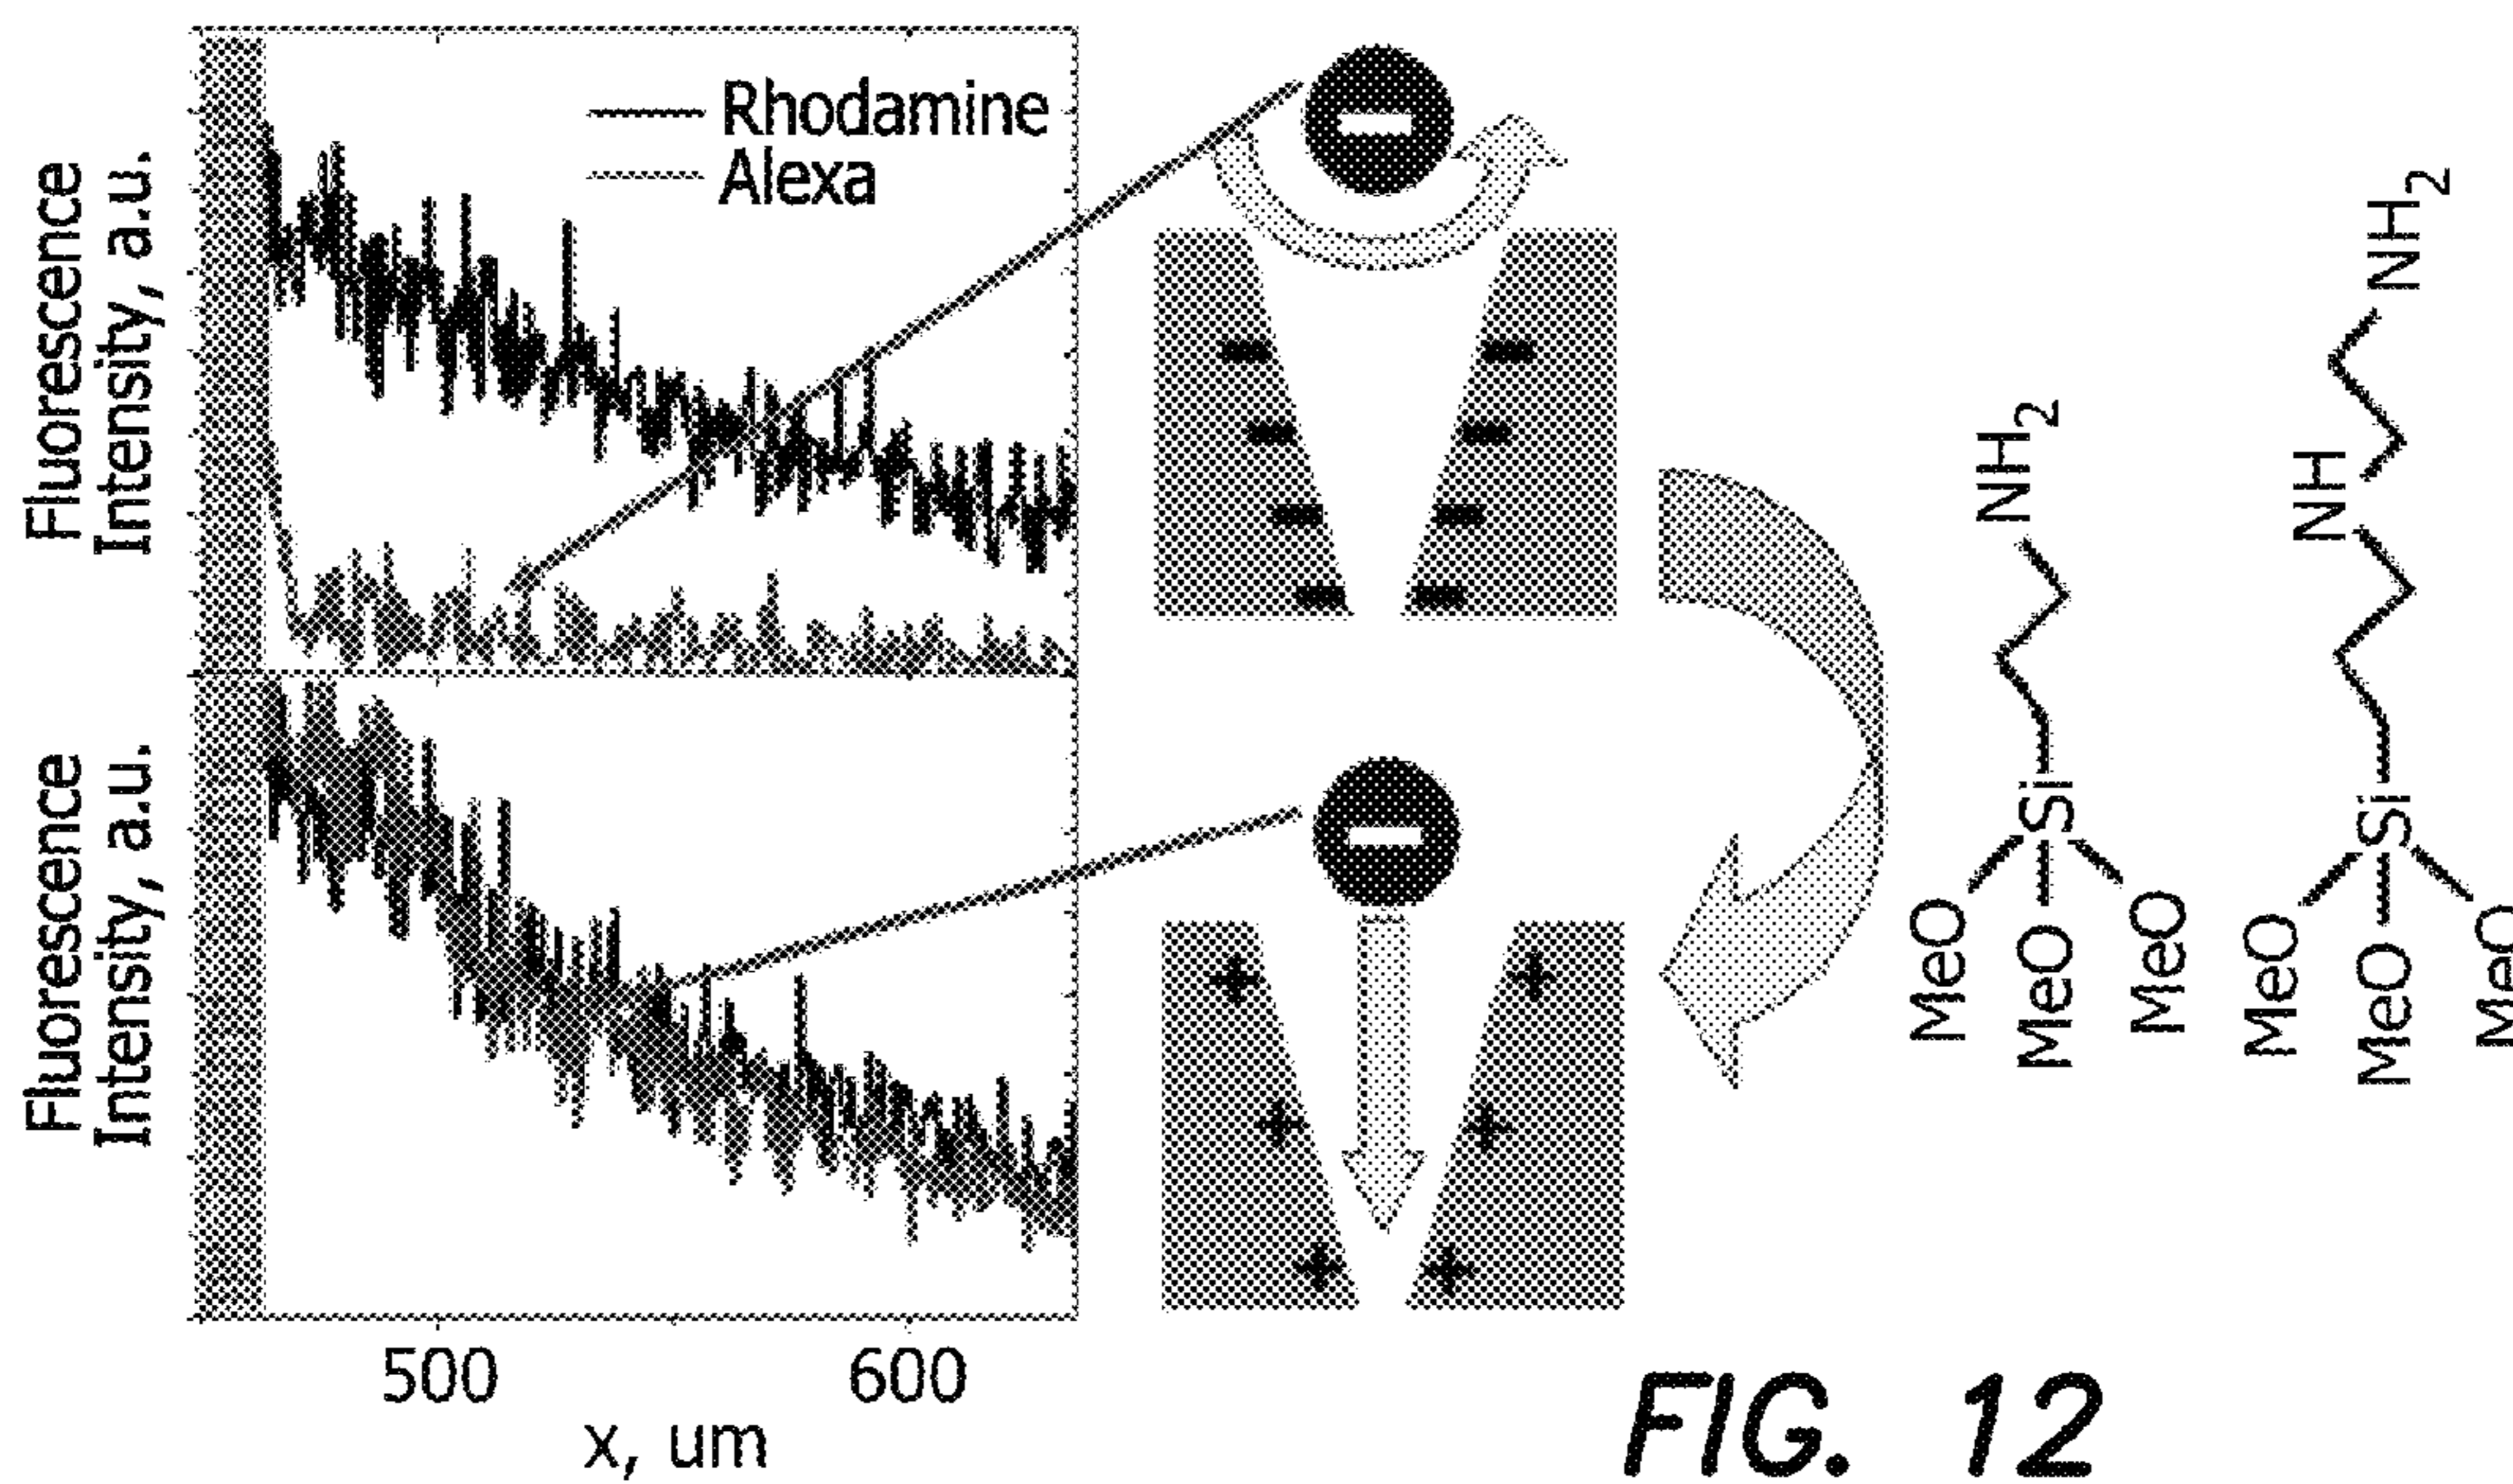 Fluorescence
Intensity, a.u.
Rhodamine
Alexa
Fluorescence
Intensity, a.u.
500
600
x, um
NH2
Si
MeO
MeO
MeO
NH2
NH
Si
MeO
MeO
MeO
FIG. 12